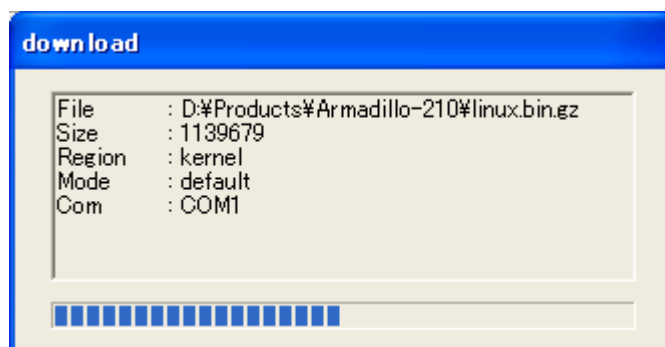 download
File : D:¥Products¥Armadillo-210¥linux.bin.gz
Size : 1139679
Region : kernel
Mode : default
Com : COM1